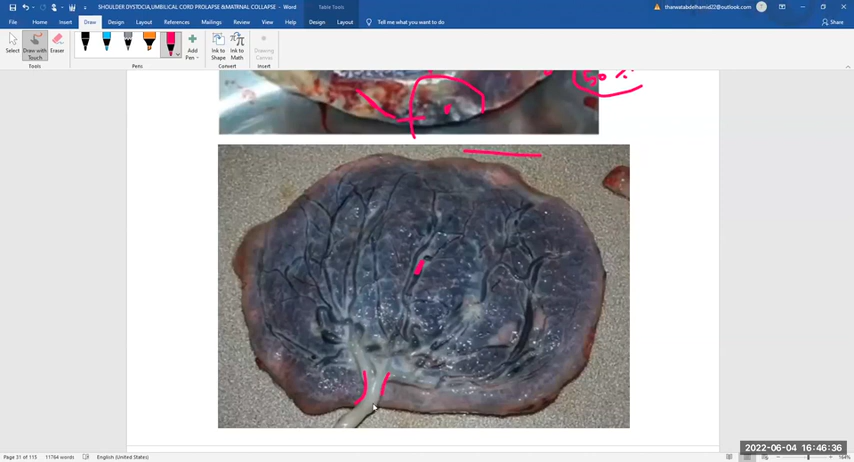 SHOULDER DYSTOCIA,UMBILICAL CORD PROLAPSE &MATRNAL COLLAPSE - Word
Table Tools
tharwatabdelhamid22@outlook.com
File Home Insert Draw Design Layout References Mailings Review View Help Design Layout Tell me what you want to do
Share
Select Draw with Touch Eraser
Add Pen
Ink to Shape Ink to Math
Drawing Canvas
Tools Pens Convert Insert
50 %
2022-06-04 16:46:36
Page 31 of 115 11764 words English (United States)
164%